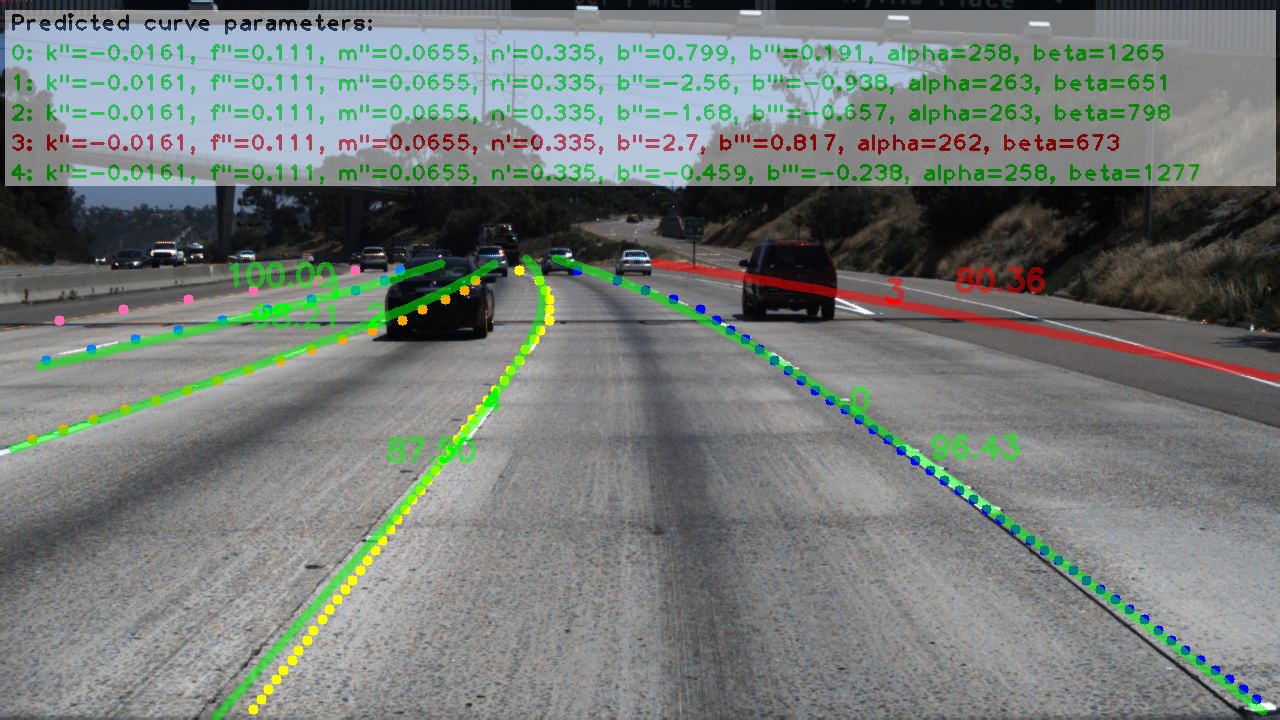 MILE
Place
Predicted curve parameters:
0: k''=-0.0161, f''=0.111, m''=0.0655, n'=0.335, b''=0.799, b'''=0.191, alpha=258, beta=1265
1: k''=-0.0161, f''=0.111, m''=0.0655, n'=0.335, b''=-2.56, b'''=-0.938, alpha=263, beta=651
2: k''=-0.0161, f''=0.111, m''=0.0655, n'=0.335, b''=-1.68, b'''=-0.657, alpha=263, beta=798
3: k''=-0.0161, f''=0.111, m''=0.0655, n'=0.335, b''=2.7, b'''=0.817, alpha=262, beta=673
4: k''=-0.0161, f''=0.111, m''=0.0655, n'=0.335, b''=-0.459, b'''=-0.238, alpha=258, beta=1277
100.00
80.36
3
2
0
4
87.50
96.43